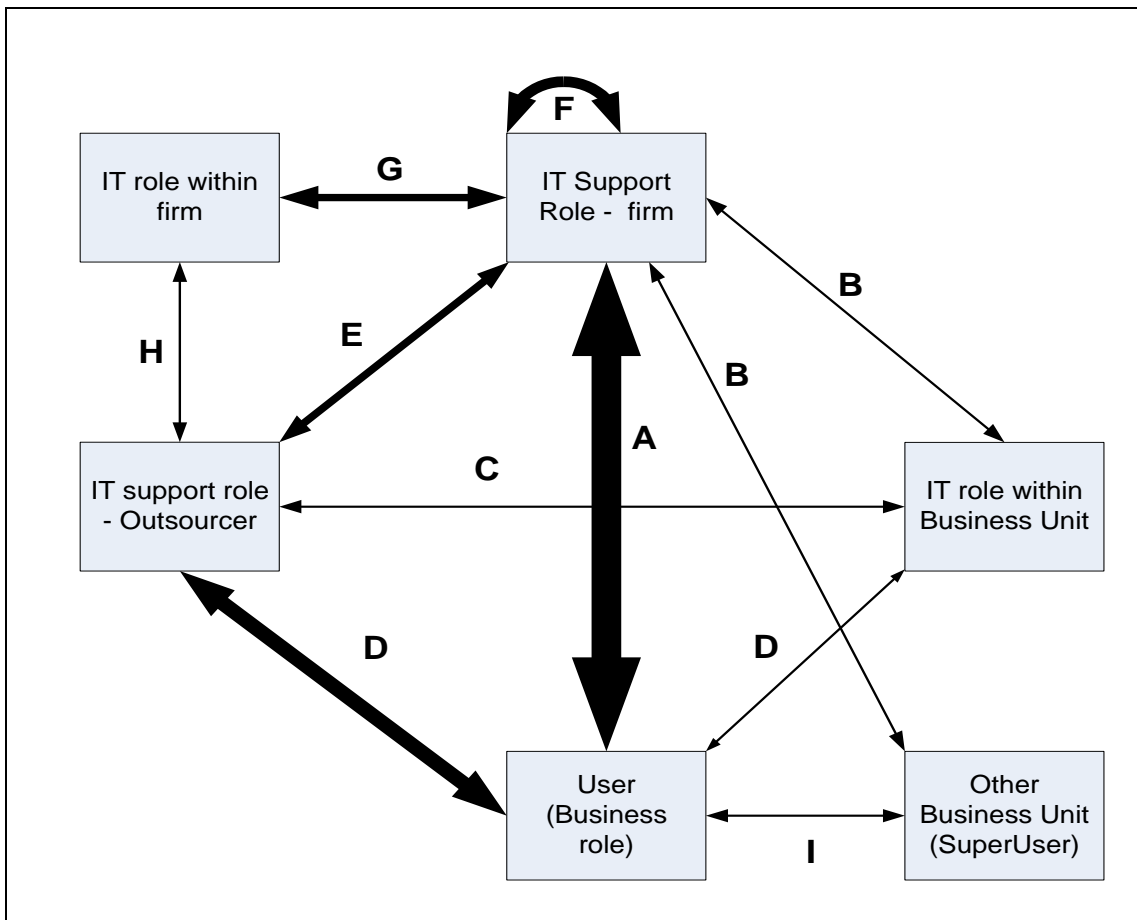 F
IT role within
firm
G
IT Support
Role -  firm
B
H
E
B
A
C
IT support role
- Outsourcer
IT role within
Business Unit
D
D
User
(Business
role)
I
Other
Business Unit
(SuperUser)